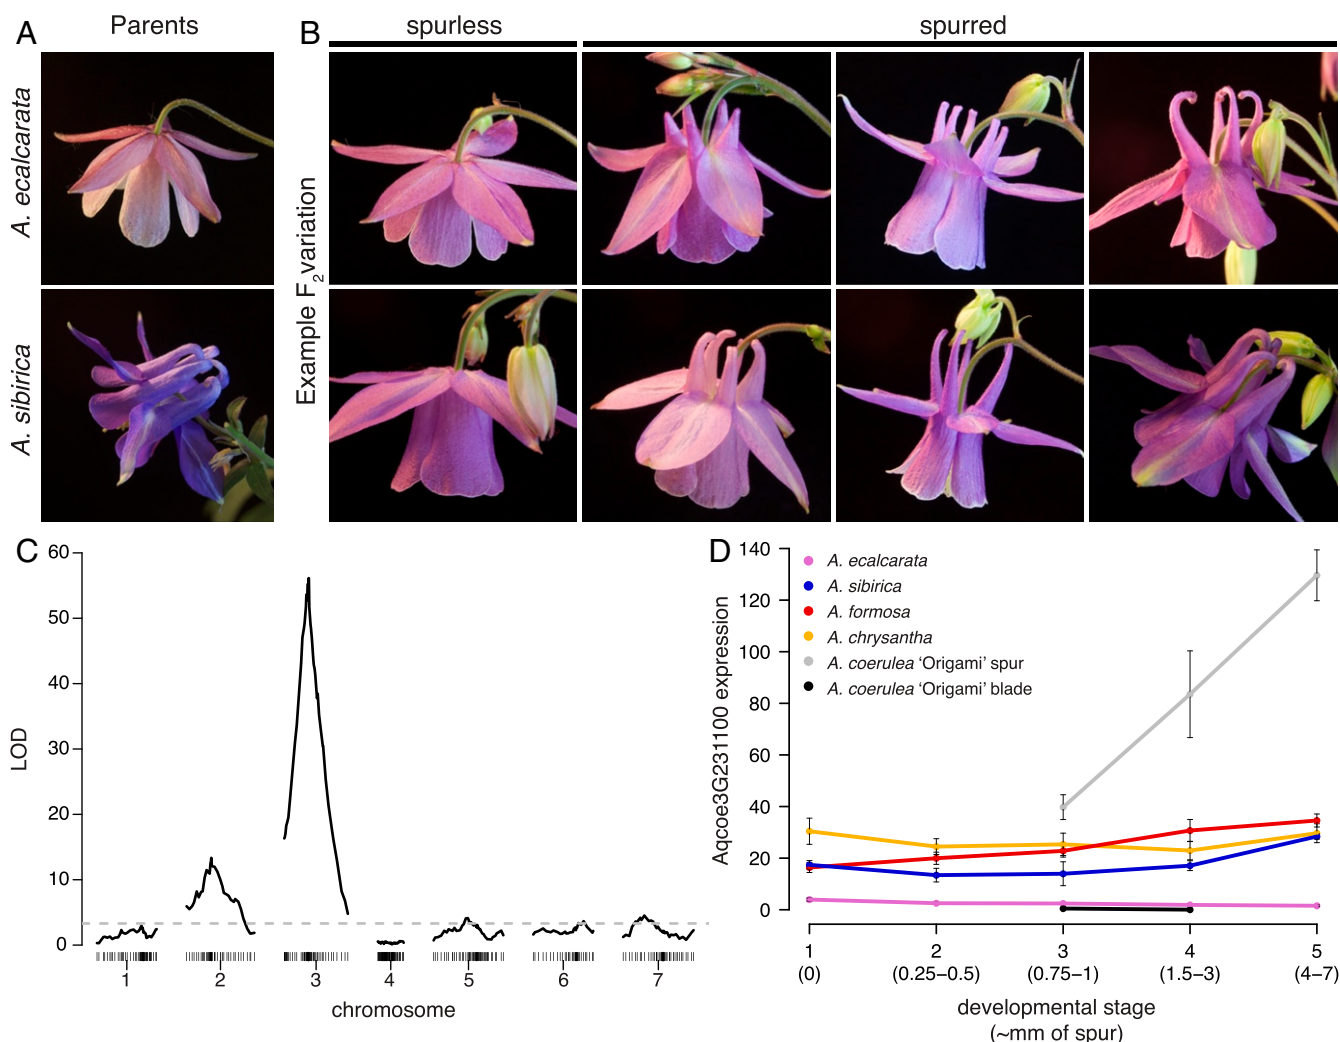 A
Parents
A. ecalcarata
A. sibirica
B
spurless
spurred
Example F2 variation
C
60
50
40
30
20
10
0
LOD
1
2
3
4
5
6
7
chromosome
D
140
120
100
80
60
40
20
0
Aqcoe3G231100 expression
A. ecalcarata
A. sibirica
A. formosa
A. chrysantha
A. coerulea ‘Origami’ spur
A. coerulea ‘Origami’ blade
1
2
3
4
5
(0)
(0.25–0.5)
(0.75–1)
(1.5–3)
(4–7)
developmental stage
(~mm of spur)